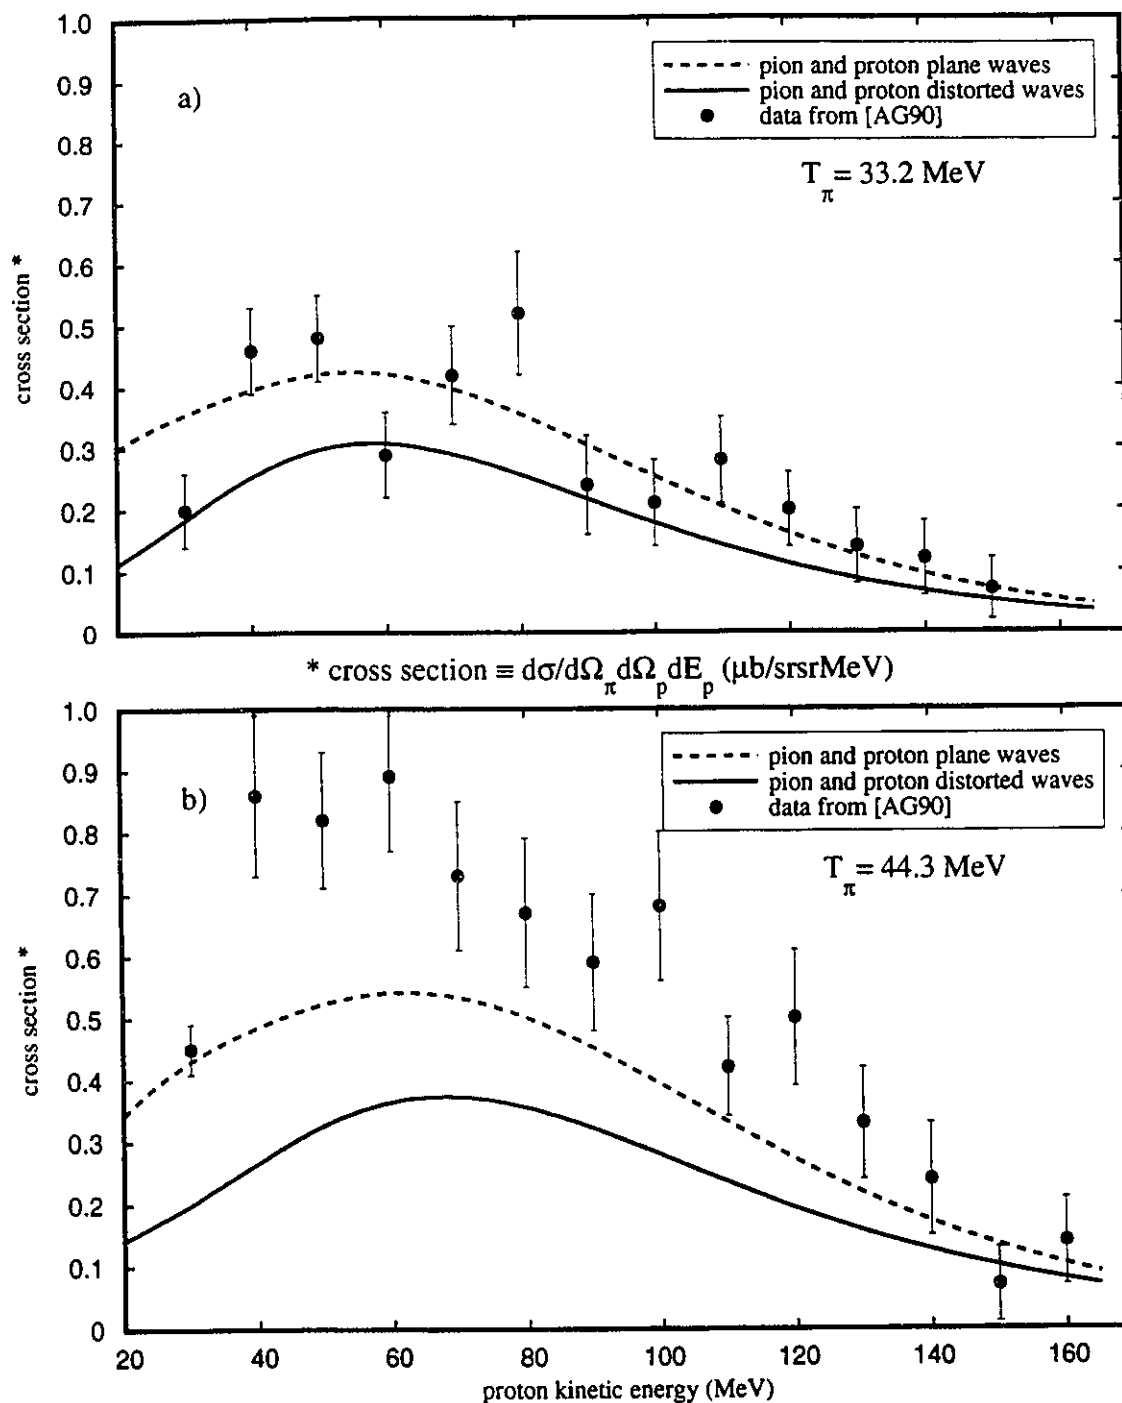 1.0
0.9
0.8
0.7
0.6
0.5
0.4
0.3
0.2
0.1
0
cross section *
a)
pion and proton plane waves
pion and proton distorted waves
data from [AG90]
Tπ= 33.2 MeV
* cross section ≡ dσ/dΩπdΩpdEp (μb/srsrMeV)
1.0
0.9
0.8
0.7
0.6
0.5
0.4
0.3
0.2
0.1
0
cross section *
b)
pion and proton plane waves
pion and proton distorted waves
data from [AG90]
Tπ= 44.3 MeV
20 40 60 80 100 120 140 160
proton kinetic energy (MeV)